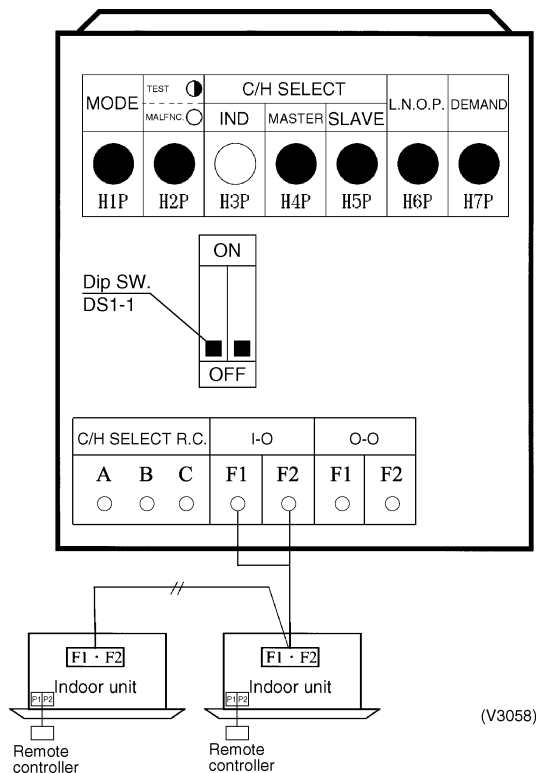 C/H SELECT
MODE
TEST
MALFNC.
IND
MASTER
SLAVE
L.N.O.P.
DEMAND
H1P
H2P
H3P
H4P
H5P
H6P
H7P
ON
Dip SW.
DS1-1
OFF
C/H SELECT R.C.
I-O
O-O
A
B
C
F1
F2
F1
F2
F1 · F2
F1 · F2
Indoor unit
Indoor unit
P1 P2
P1 P2
(V3058)
Remote
controller
Remote
controller